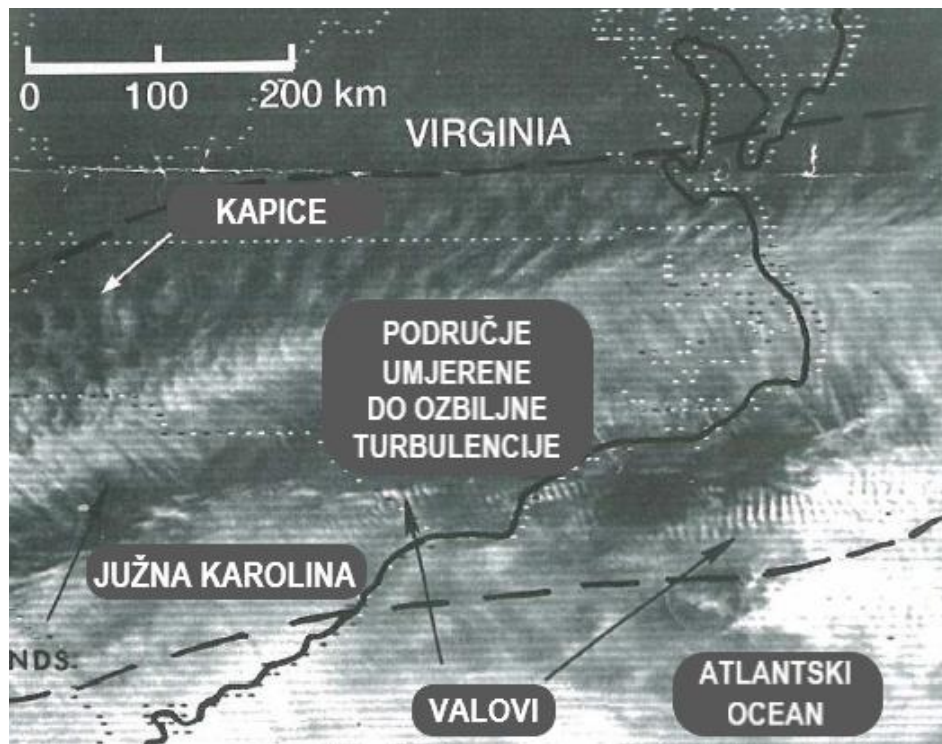 0 100 200 km
VIRGINIA
KAPICE
PODRUČJE
UMJERENE
DO OZBILJNE
TURBULENCIJE
JUŽNA KAROLINA
NDS.
VALOVI
ATLANTSKI
OCEAN